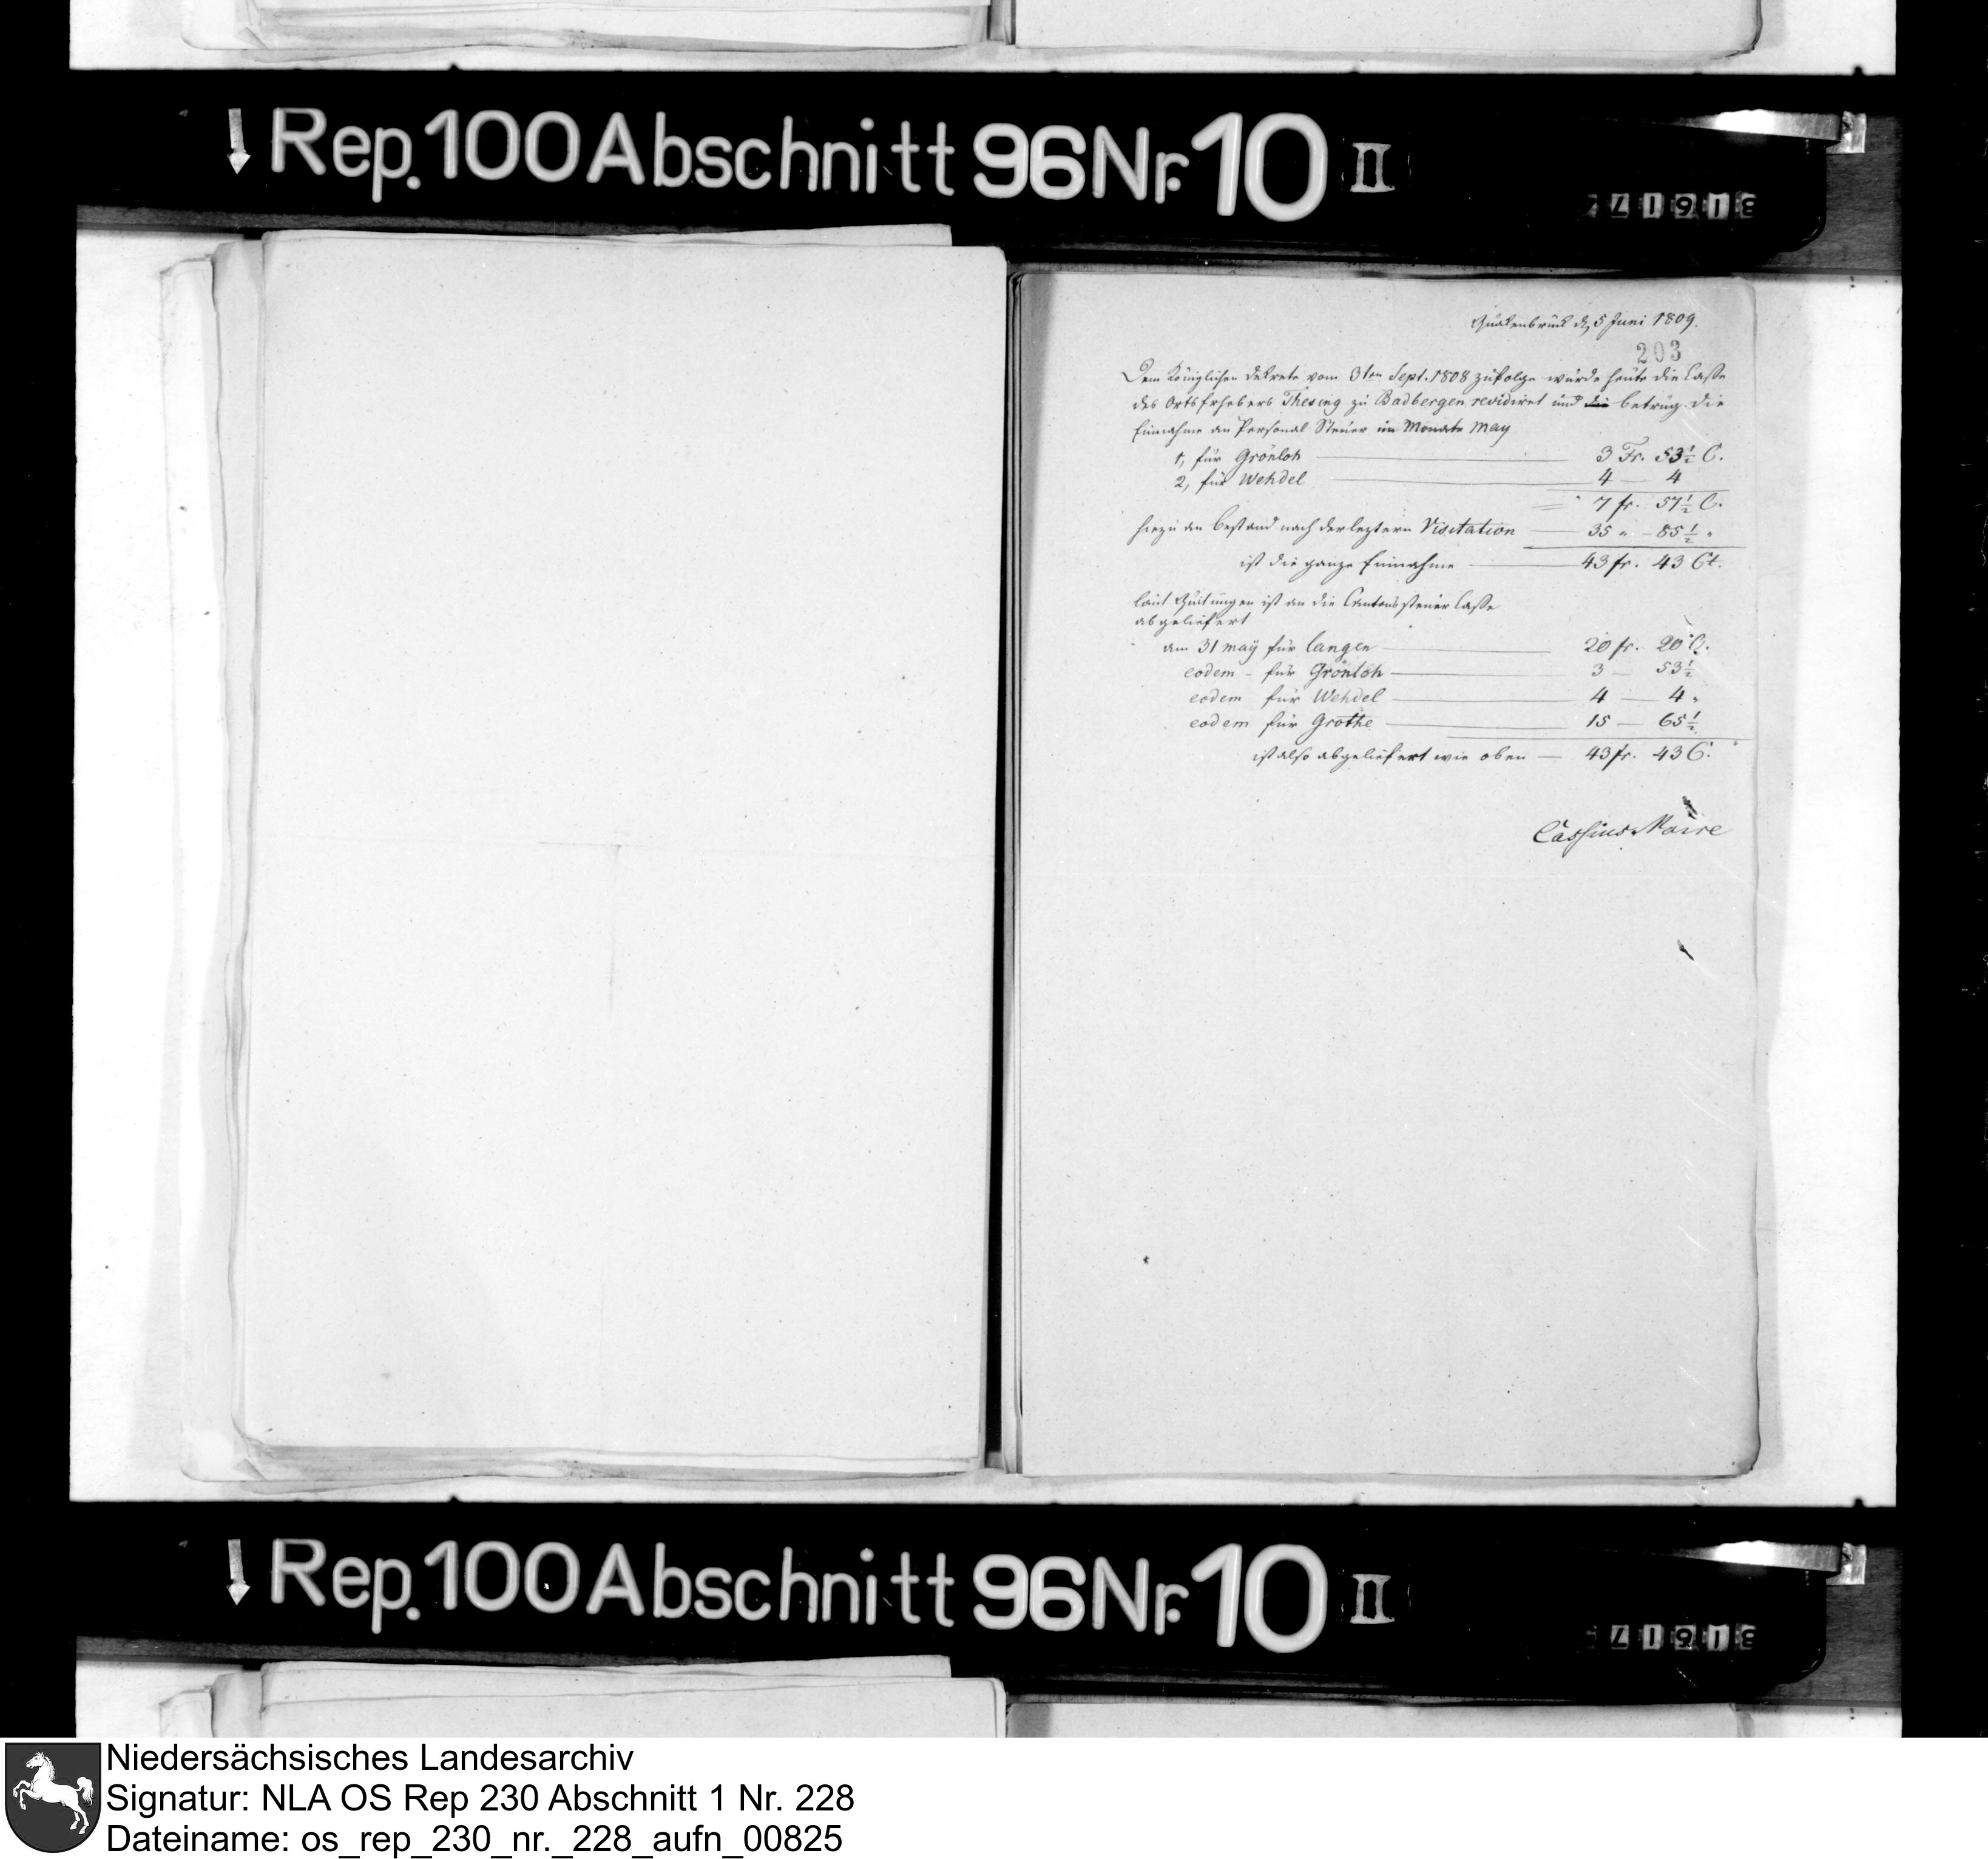 Rep. 100 Abschnitt 96 Nr. 10 II
Quakenbrück d. 5 Juni 1809.
203
Dem Königlichen Dekrete vom 3ten Sept. 1808 zufolge wurde heute die Casse
des Ortserhebers Thesing zu Badbergen revidiret und die betrug die
Einnahme an Personal Steuer im Monate May
1, für Grönloh — 3 Fr. 53½ C.
2, für Wehdel — 4 — 4
7 fr. 57½ C.
hiezu an Bestand nach der leztern Visitation — 35 " — 85½ "
ist die ganze Einnahme — 43 fr. 43 Ct.
laut Quitungen ist an die Cantonssteuer Casse
abgeliefert
am 31 may für Langen — 20 fr. 20 C.
eodem - für Grönloh — 3 — 53½
eodem für Wehdel — 4 — 4 "
eodem für Grothe — 15 — 65½
ist also abgeliefert wie oben — 43 fr. 43 C.
Cassius Maire
Rep. 100 Abschnitt 96 Nr. 10 II
Niedersächsisches Landesarchiv
Signatur: NLA OS Rep 230 Abschnitt 1 Nr. 228
Dateiname: os_rep_230_nr._228_aufn_00825